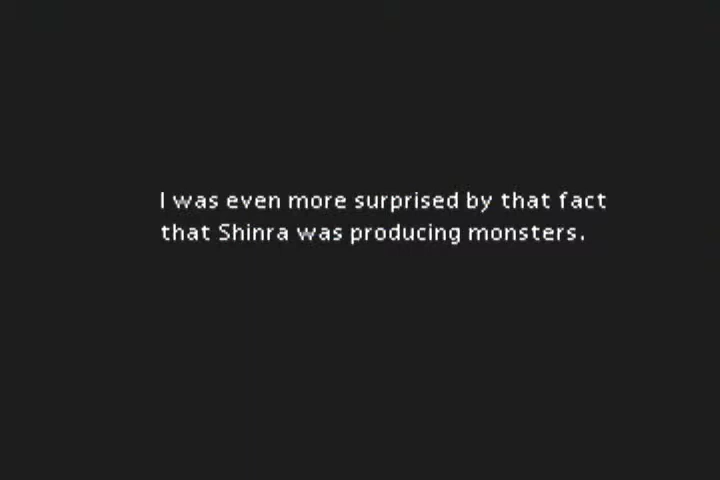 I was even more surprised by that fact
that Shinra was producing monsters.